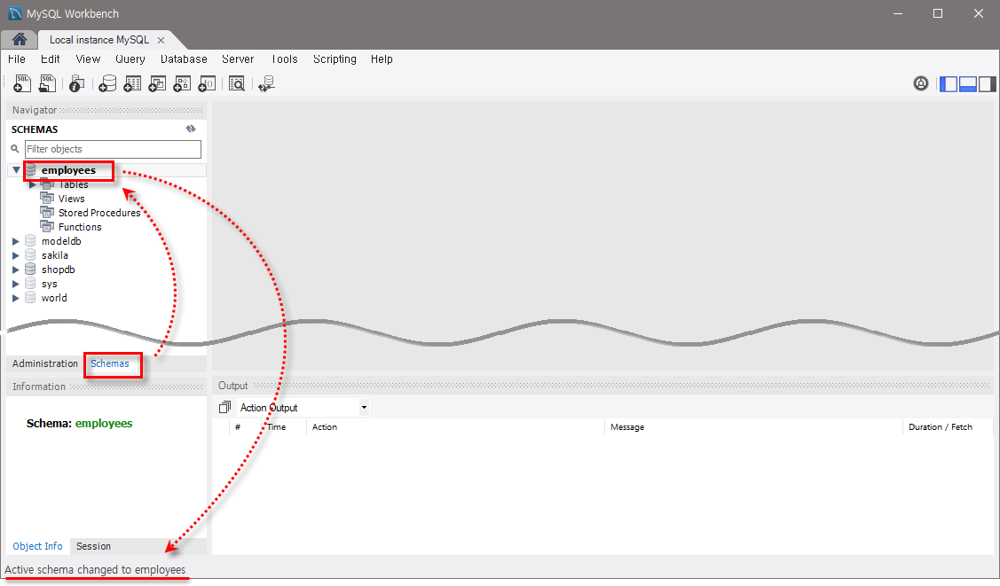 MySQL Workbench
Local instance MySQL
File Edit View Query Database Server Tools Scripting Help
Navigator
SCHEMAS
Filter objects
employees
Tables
Views
Stored Procedures
Functions
modeldb
sakila
shopdb
sys
world
Administration Schemas
Information
Schema: employees
Object Info Session
Output
Action Output
# Time Action Message Duration / Fetch
Active schema changed to employees